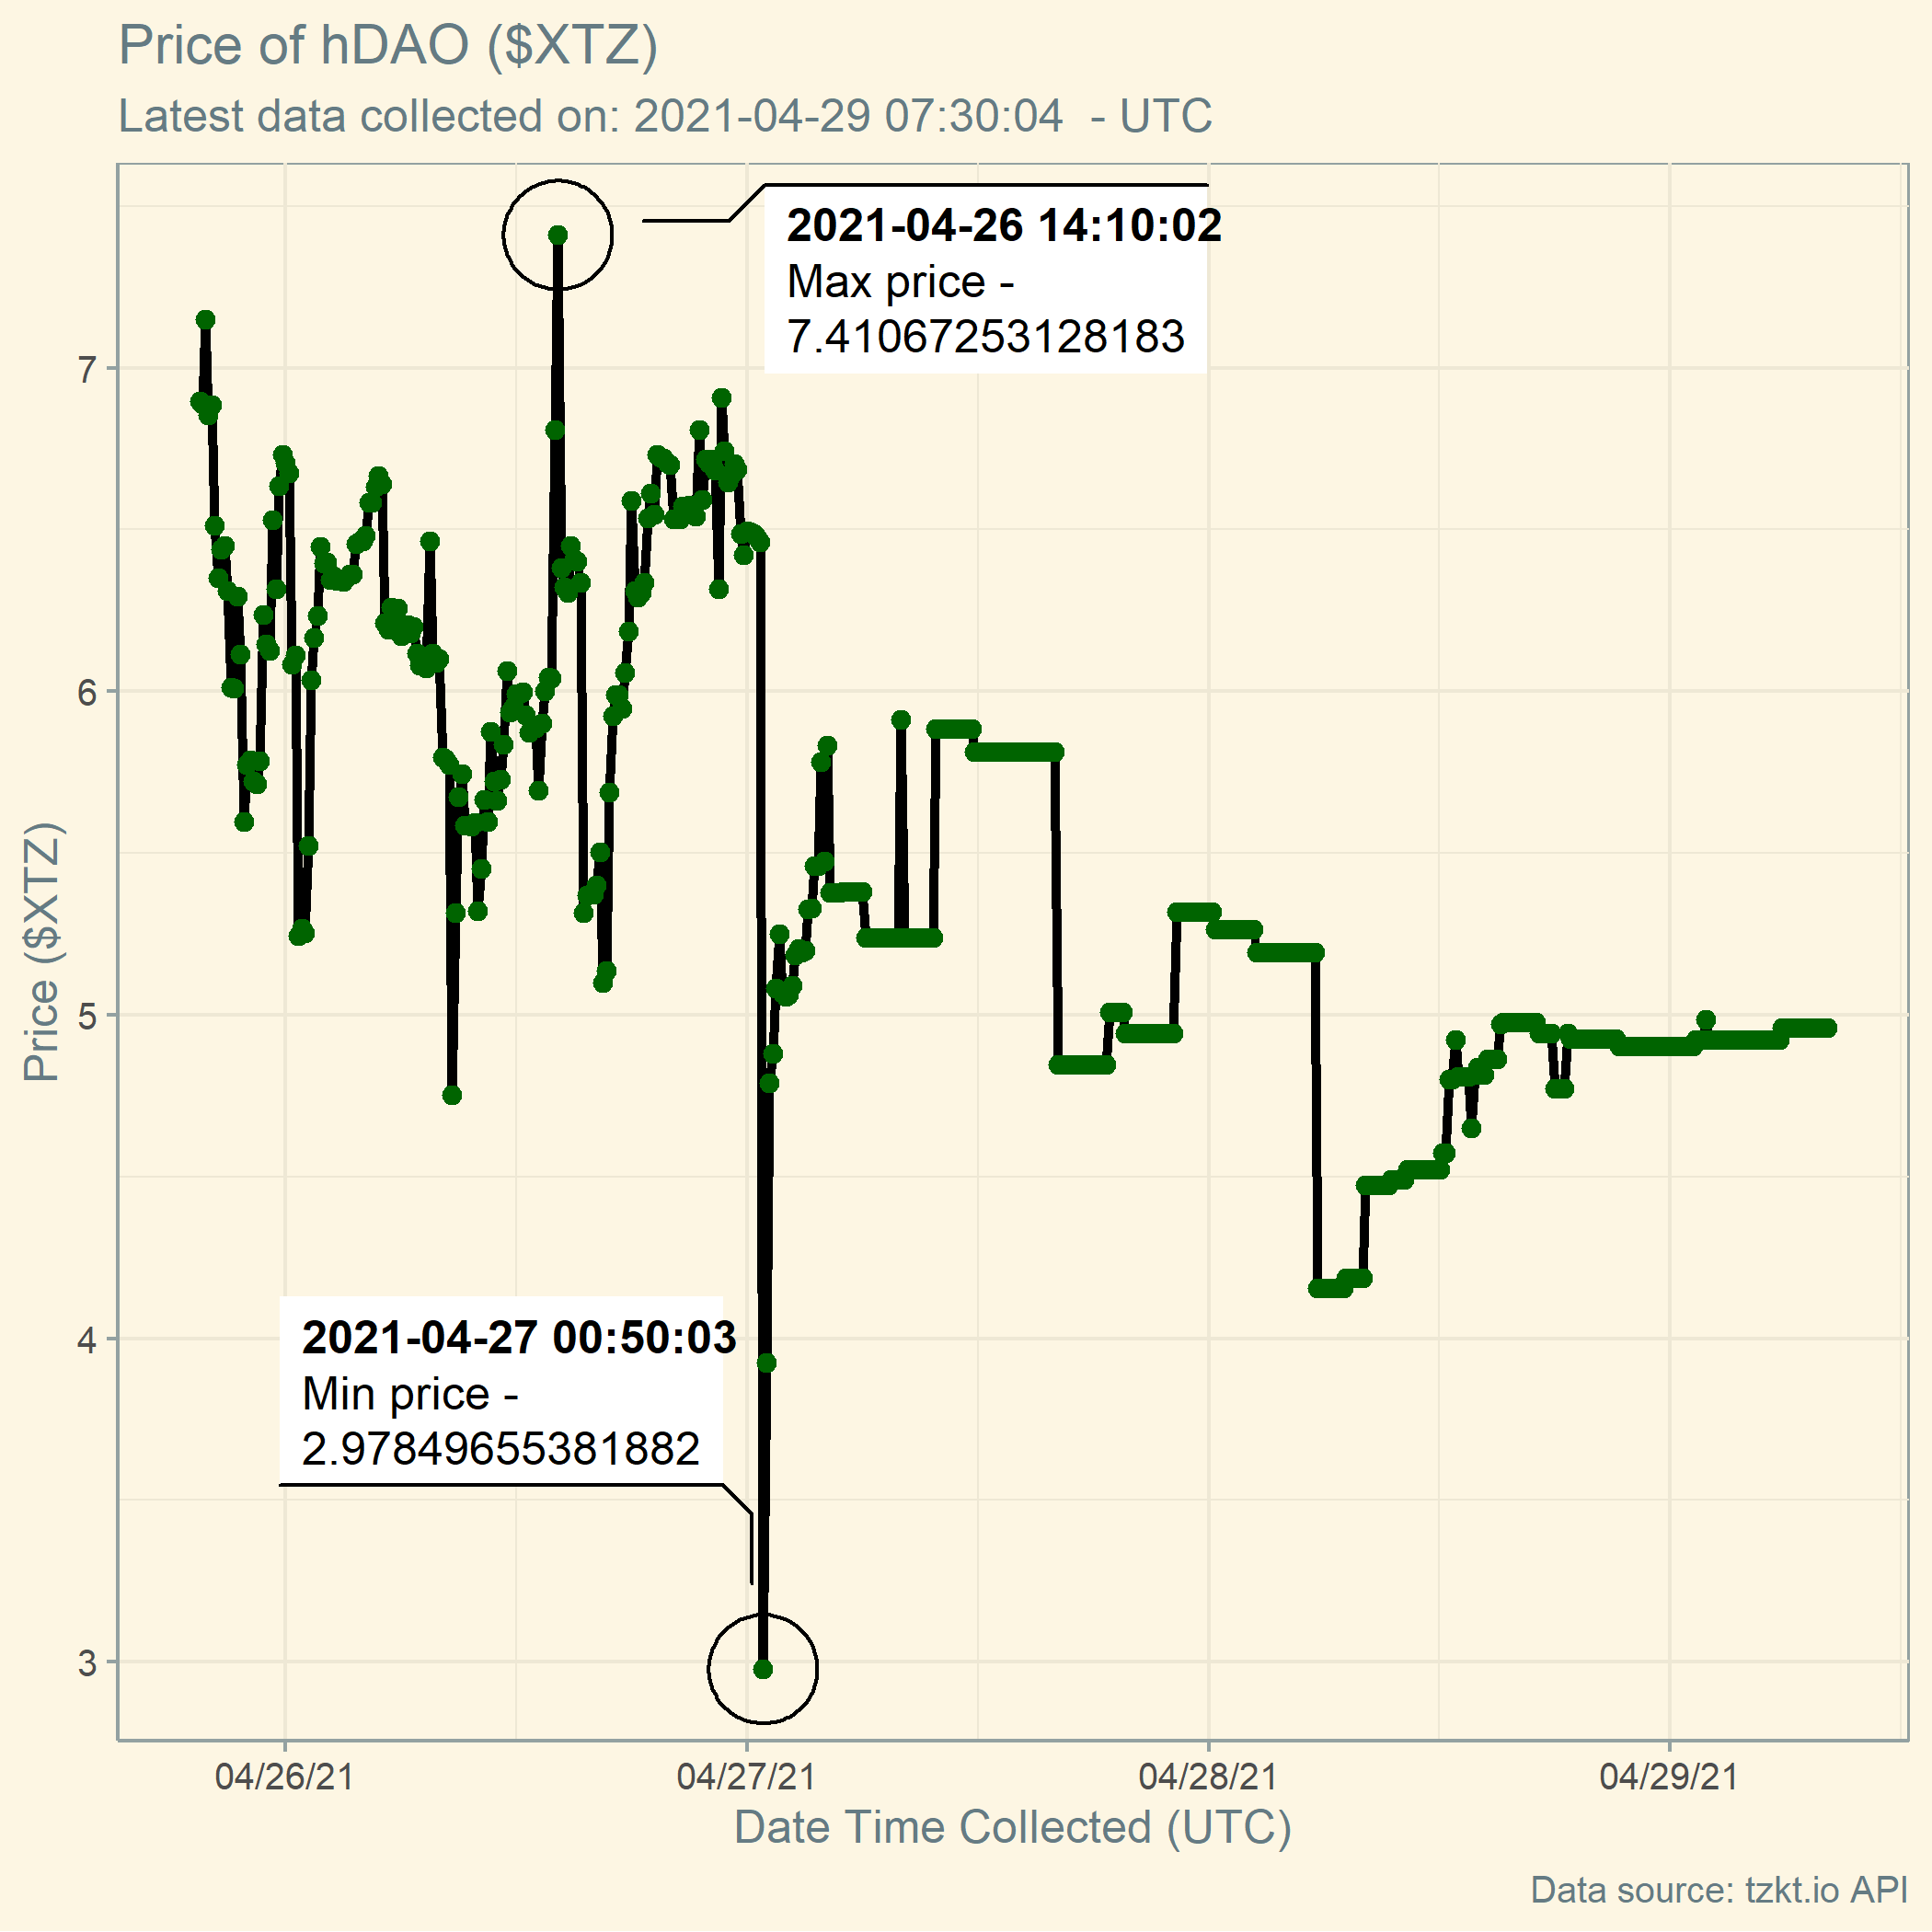 Price of hDAO ($XTZ)
Latest data collected on: 2021-04-29 07:30:04  - UTC
2021-04-26 14:10:02
Max price -
7.41067253128183
7
6
5
4
3
Price ($XTZ)
2021-04-27 00:50:03
Min price -
2.97849655381882
04/26/21
04/27/21
04/28/21
04/29/21
Date Time Collected (UTC)
Data source: tzkt.io API